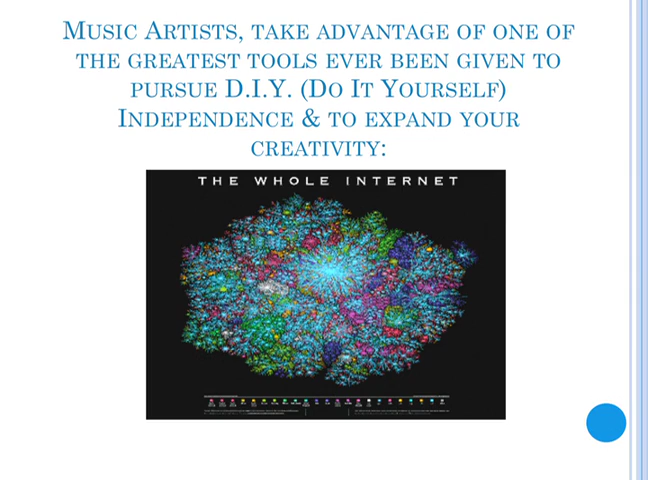 Music Artists, take advantage of one of
the greatest tools ever been given to
pursue D.I.Y. (Do It Yourself)
Independence & to expand your
creativity:
THE WHOLE INTERNET